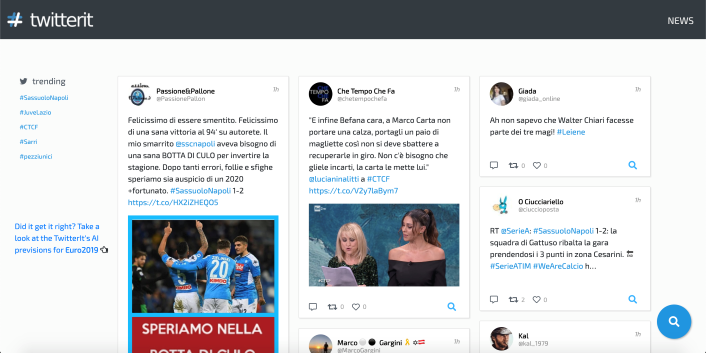 twitterit
NEWS
trending
#SassuoloNapoli
#JuveLazio
#CTCF
#Sarri
#pezziunici
Did it get it right? Take a
look at the TwitterIt's AI
previsions for Euro2019
Passione&Pallone
@PassionePallon
1h
Felicissimo di essere smentito. Felicissimo
di una sana vittoria al 94' su autorete. Il
mio smarrito @sscnapoli aveva bisogno di
una sana BOTTA DI CULO per invertire la
stagione. Dopo tanti errori, follie e sfighe
speriamo sia auspicio di un 2020
+fortunato. #SassuoloNapoli 1-2
https://t.co/HXZiZHEQO5
SPERIAMO NELLA
BOTTA DI CULO
Che Tempo Che Fa
@chetempochefa
1h
"E infine Befana cara, a Marco Carta non
portare una calza, portagli un paio di
magliette così non si deve sbattere a
recuperarle in giro. Non c'è bisogno che
gliele incarti, la carta le mette lui."
@lucianinalitti a #CTCF
https://t.co/V2y7laBym7
0
0
Marco Gargini
@MarcoGargini
1h
Giada
@giada_online
1h
Ah non sapevo che Walter Chiari facesse
parte dei tre magi! #Leiene
0
0
O Ciucciariello
@ciuccioposta
1h
RT @SerieA: #SassuoloNapoli 1-2: la
squadra di Gattuso ribalta la gara
prendendosi i 3 punti in zona Cesarini.
#SerieATIM #WeAreCalcio h...
2
0
Kal
@kal_1979
1h